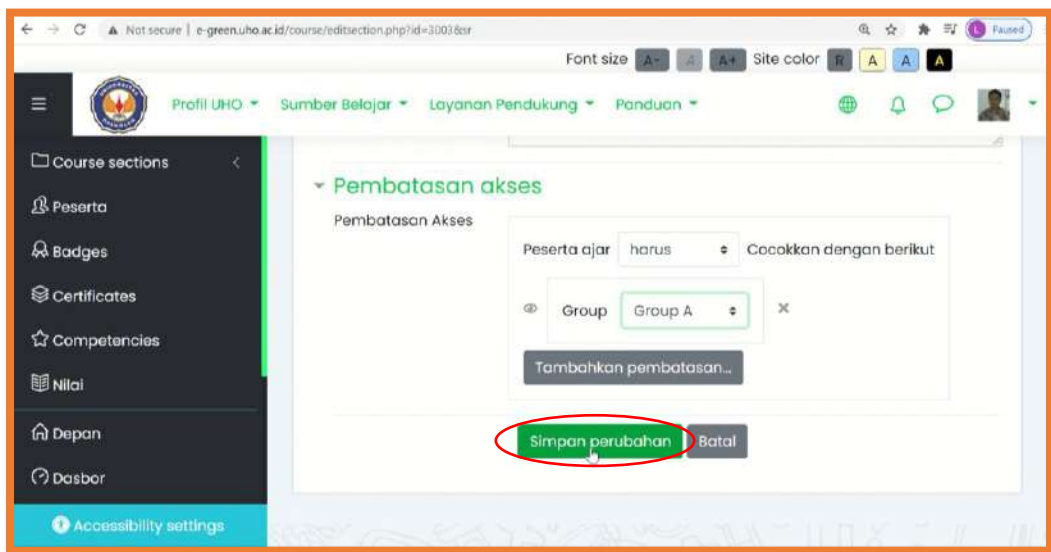 Not secure | e-green.uho.ac.id/course/editsection.php?id=3003&sr
Paused
Font size A- A A+ Site color R A A A
Profil UHO Sumber Belajar Layanan Pendukung Panduan
Course sections
Peserta
Badges
Certificates
Competencies
Nilai
Depan
Dasbor
Accessibility settings
Pembatasan akses
Pembatasan Akses
Peserta ajar harus Cocokkan dengan berikut
Group Group A
Tambahkan pembatasan...
Simpan perubahan Batal